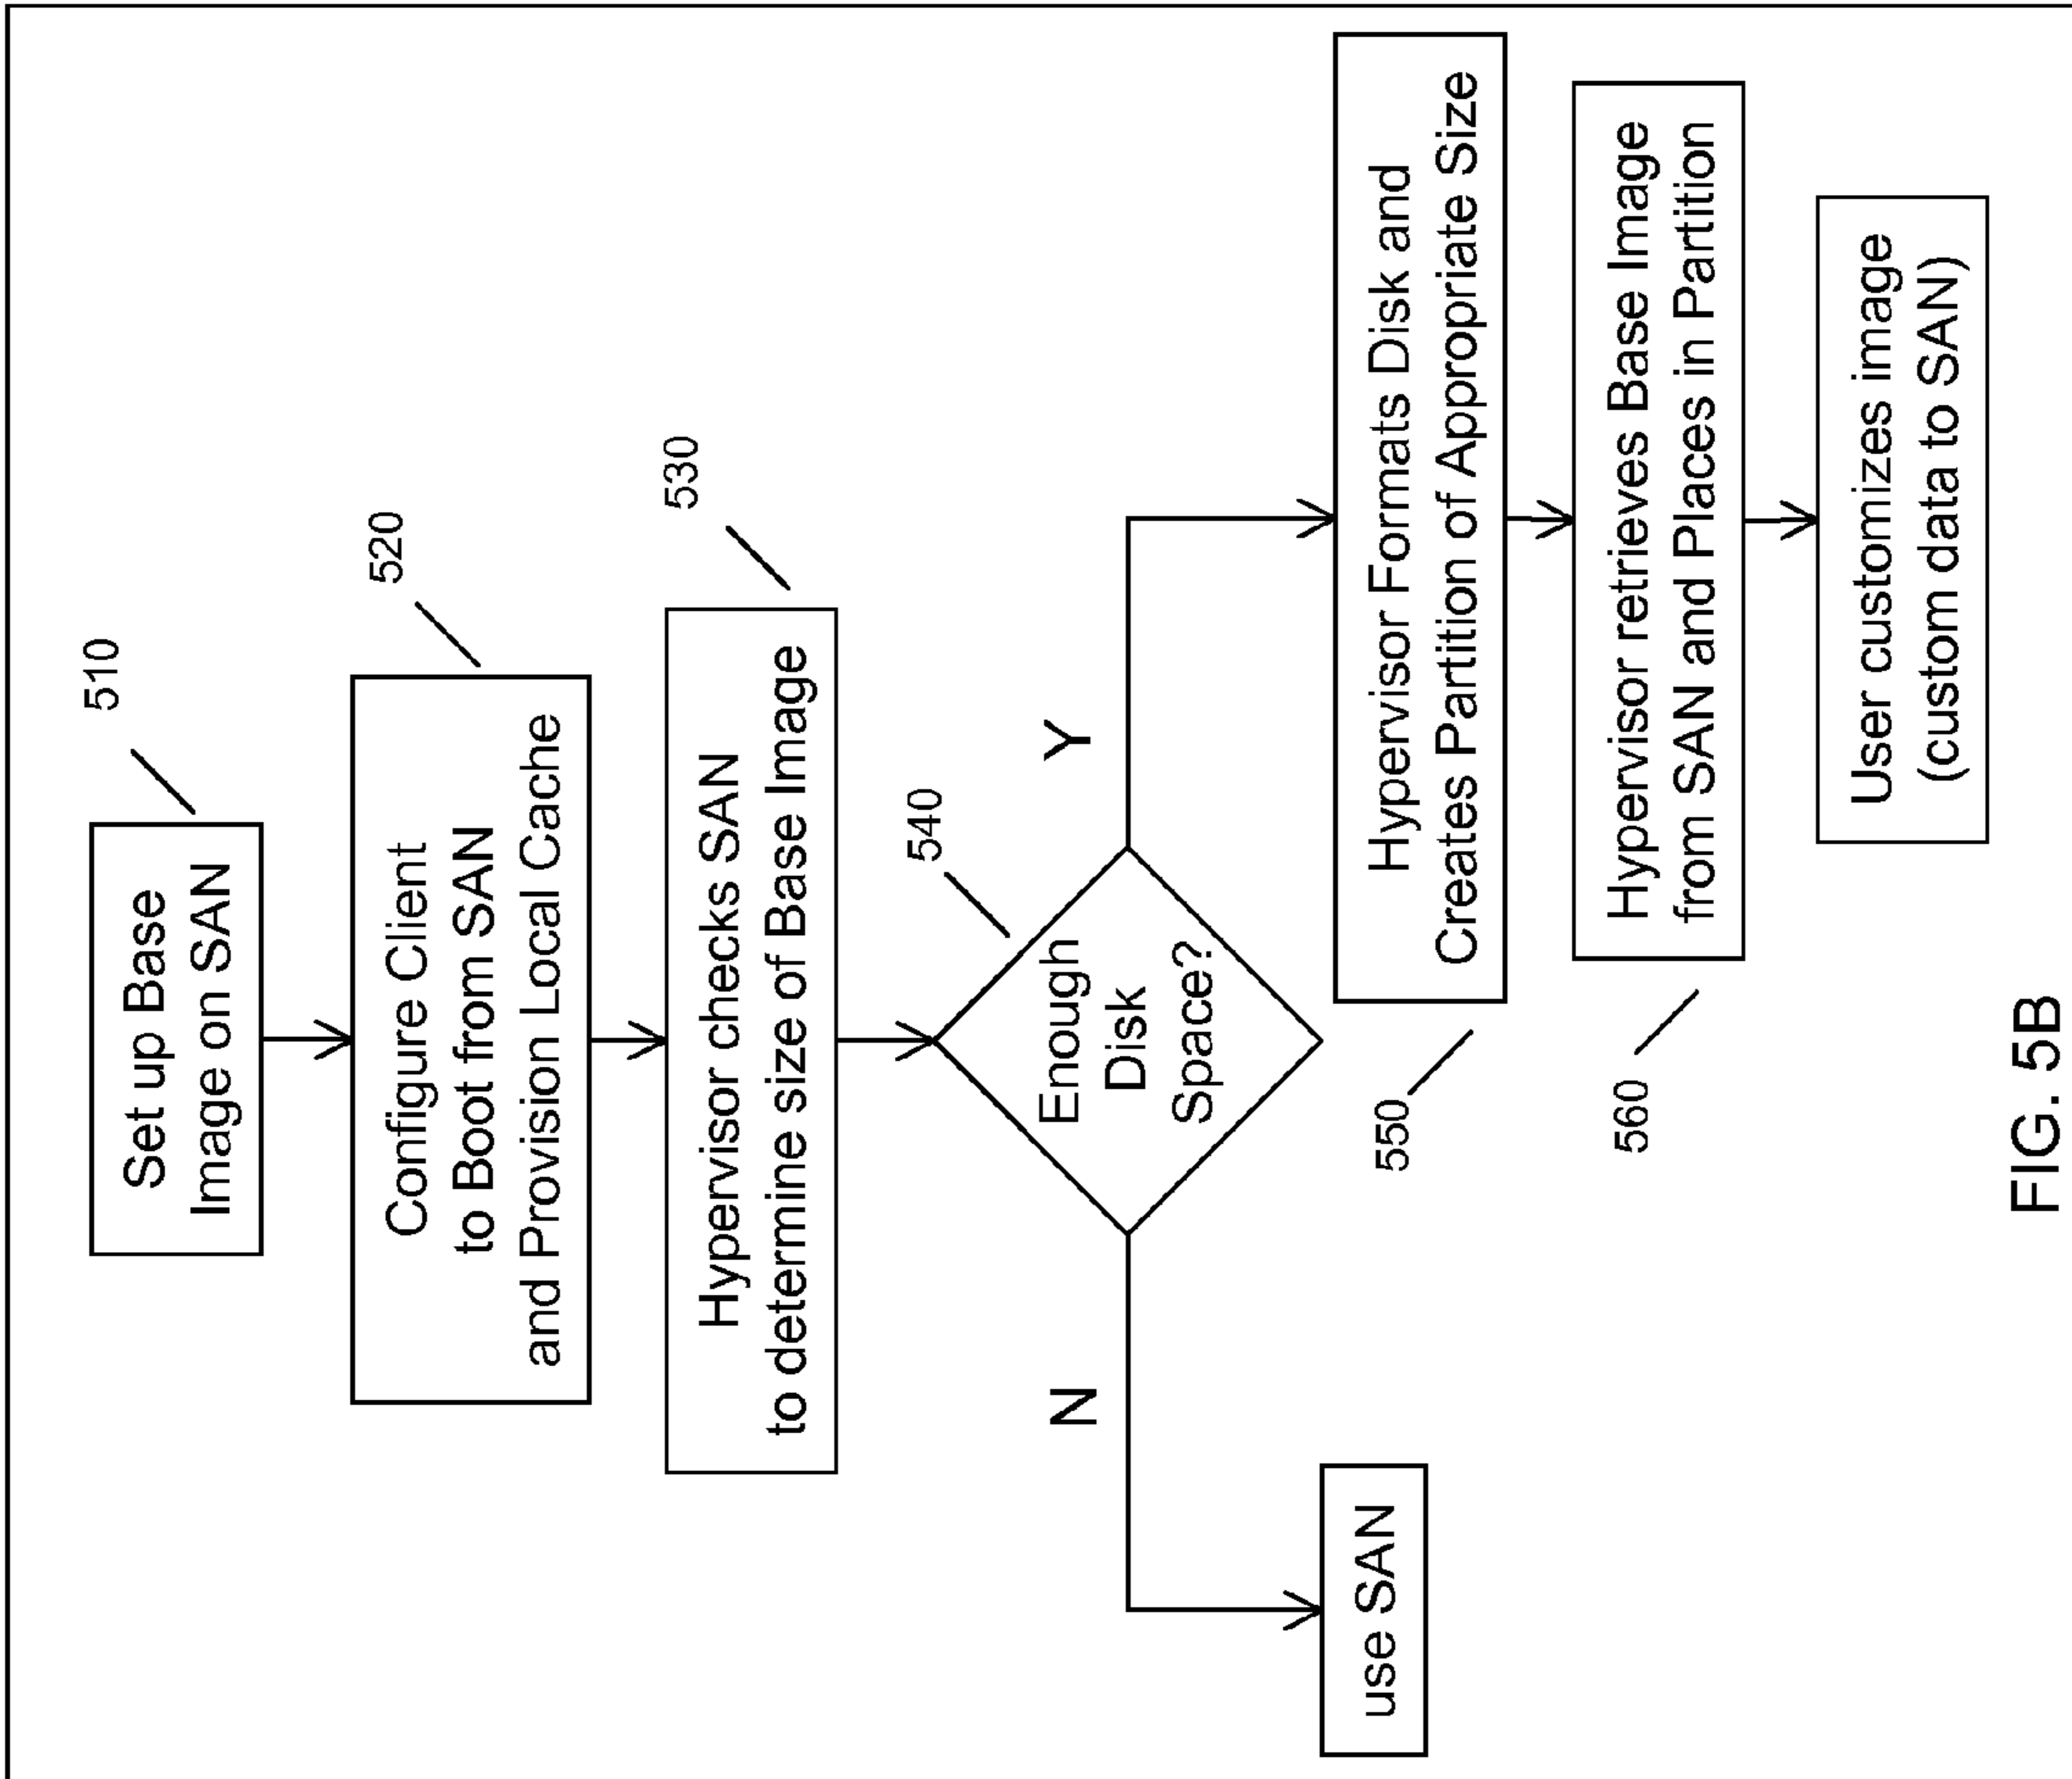 510
Set up Base
Image on SAN
520
Configure Client
to Boot from SAN
and Provision Local Cache
530
Hypervisor checks SAN
to determine size of Base Image
540
Enough
Disk
Space?
N
Y
use SAN
550
Hypervisor Formats Disk and
Creates Partition of Appropriate Size
560
Hypervisor retrieves Base Image
from SAN and Places in Partition
User customizes image
(custom data to SAN)
FIG. 5B